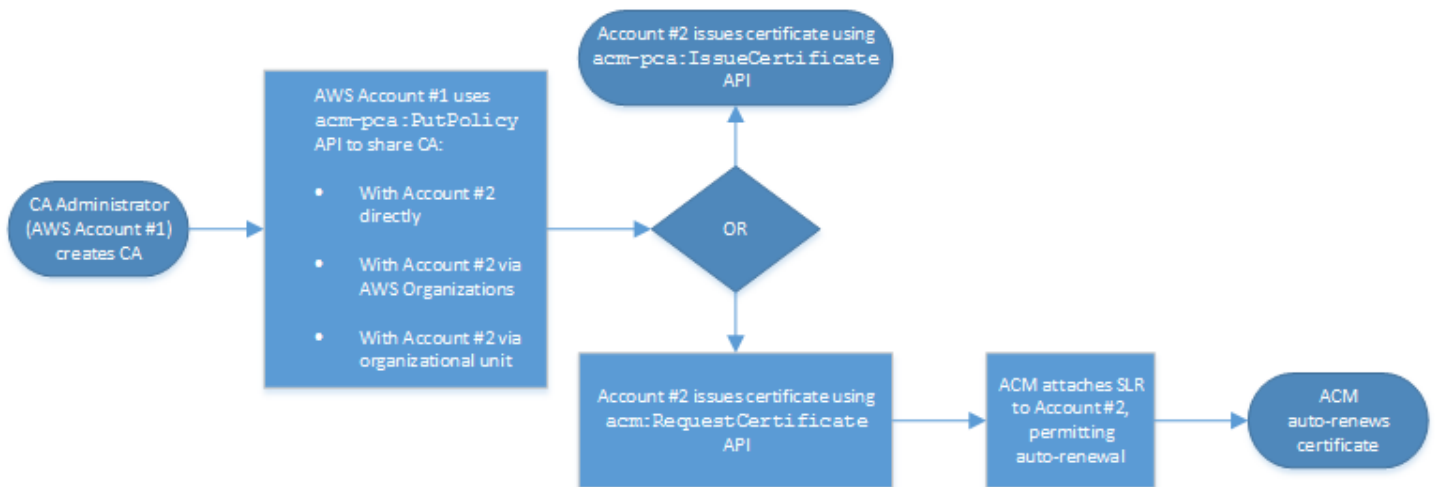 CA Administrator
(AWS Account #1)
creates CA
AWS Account #1 uses
acm-pca:PutPolicy
API to share CA:
• With Account #2
directly
• With Account #2 via
AWS Organizations
• With Account #2 via
organizational unit
OR
Account #2 issues certificate using
acm-pca:IssueCertificate
API
Account #2 issues certificate using
acm:RequestCertificate
API
ACM attaches SLR
to Account #2,
permitting
auto-renewal
ACM
auto-renews
certificate